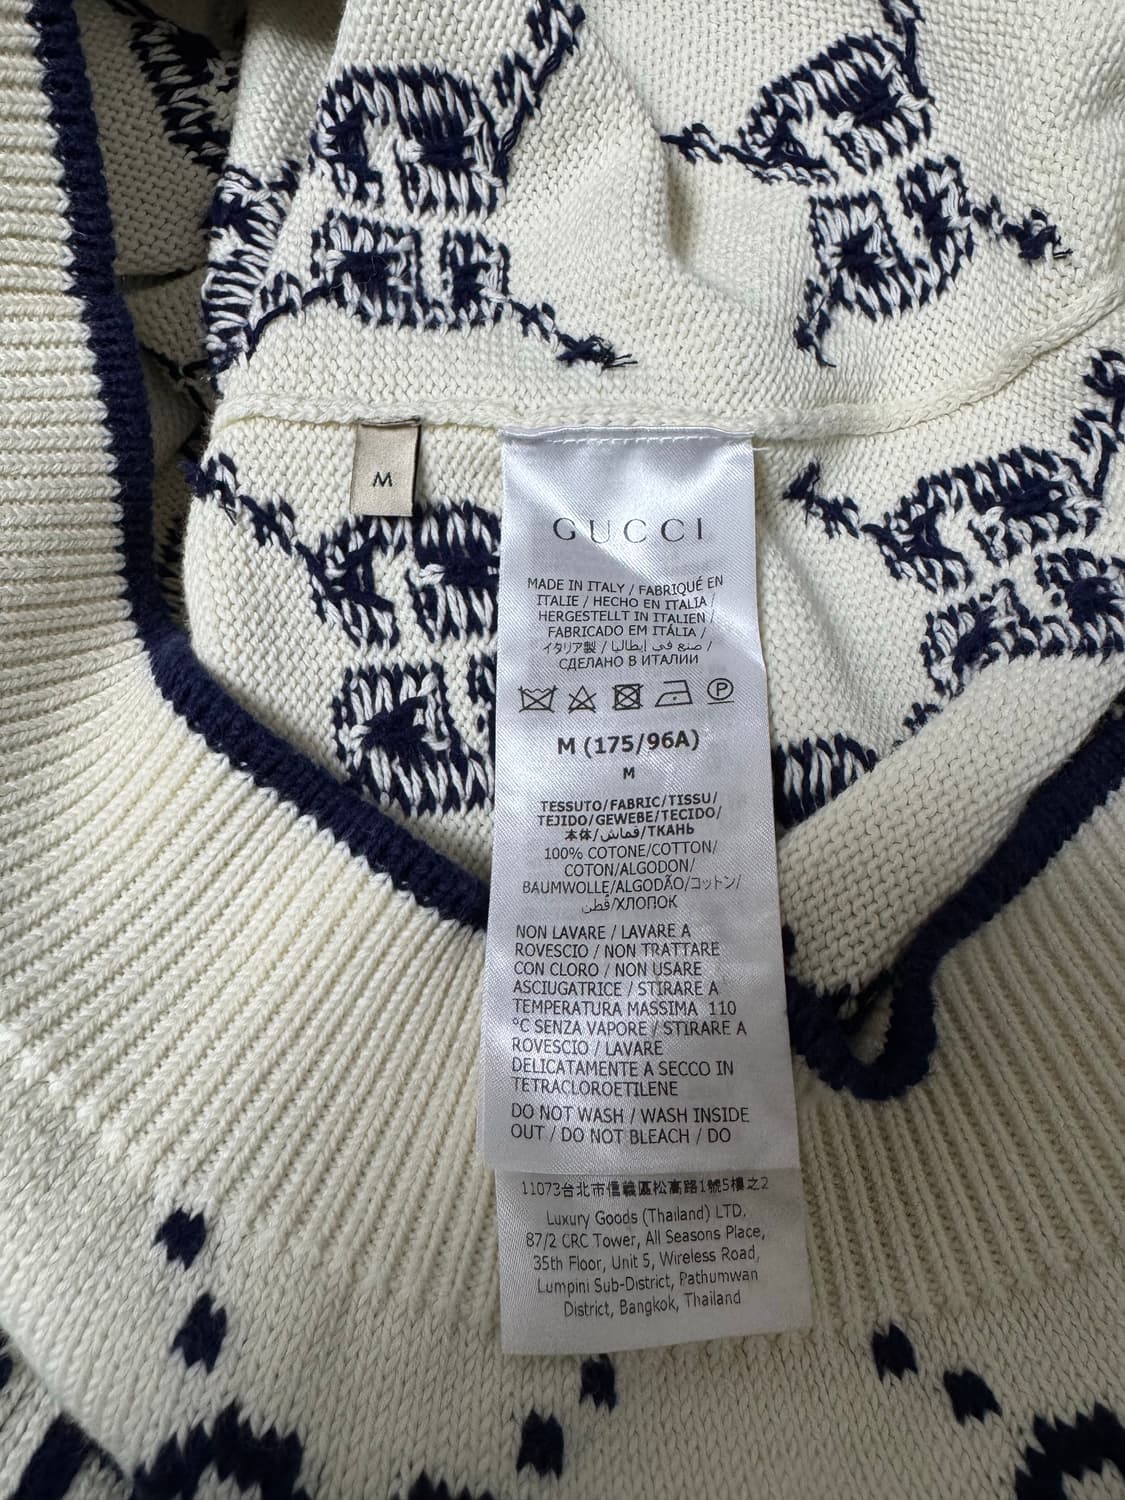 M
GUCCI
MADE IN ITALY / FABRIQUÉ EN
ITALIE / HECHO EN ITALIA /
HERGESTELLT IN ITALIEN /
FABRICADO EM ITÁLIA /
イタリア製 / صنع في إيطاليا /
СДЕЛАНО В ИТАЛИИ
P
M (175/96A)
M
TESSUTO/FABRIC/TISSU/
TEJIDO/GEWEBE/TECIDO/
本体/قماش/ТКАНЬ
100% COTONE/COTTON/
COTON/ALGODON/
BAUMWOLLE/ALGODÃO/コットン/
قطن/ХЛОПОК
NON LAVARE / LAVARE A
ROVESCIO / NON TRATTARE
CON CLORO / NON USARE
ASCIUGATRICE / STIRARE A
TEMPERATURA MASSIMA 110
°C SENZA VAPORE / STIRARE A
ROVESCIO / LAVARE
DELICATAMENTE A SECCO IN
TETRACLOROETILENE
DO NOT WASH / WASH INSIDE
OUT / DO NOT BLEACH / DO
11073台北市信義區松高路1號5樓之2
Luxury Goods (Thailand) LTD.
87/2 CRC Tower, All Seasons Place,
35th Floor, Unit 5, Wireless Road,
Lumpini Sub-District, Pathumwan
District, Bangkok, Thailand